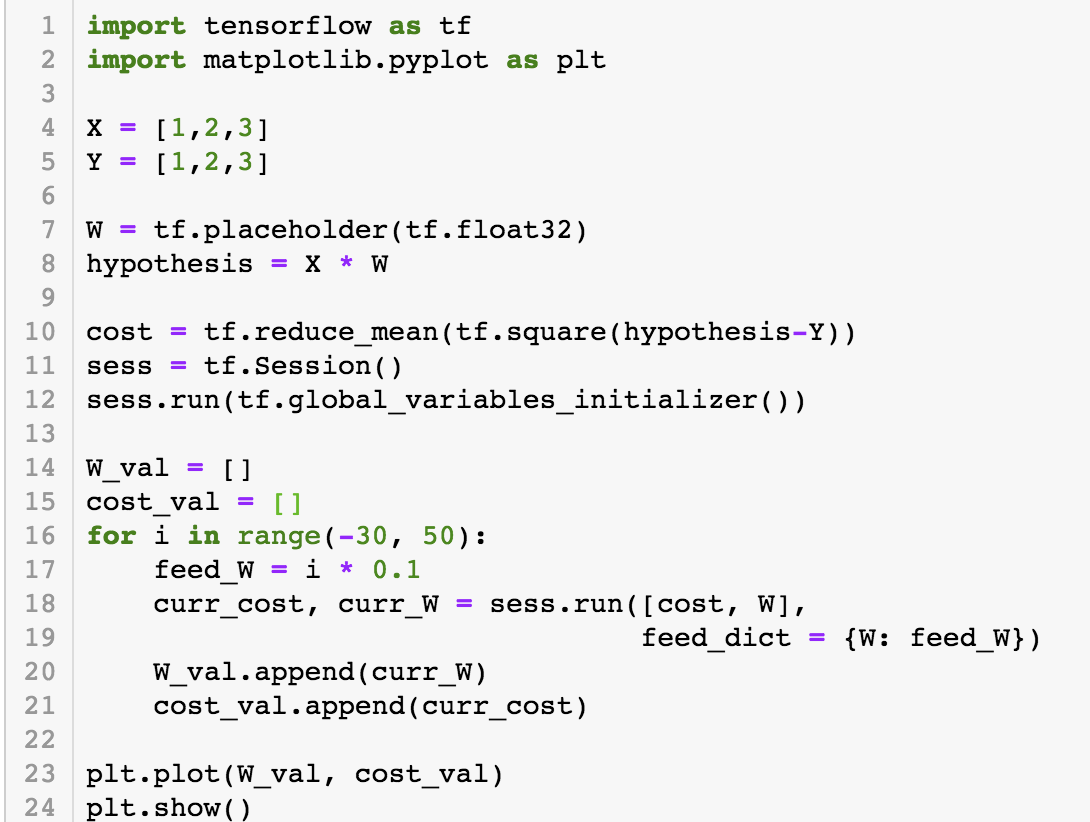 1 import tensorflow as tf
2 import matplotlib.pyplot as plt
3
4 X = [1,2,3]
5 Y = [1,2,3]
6
7 W = tf.placeholder(tf.float32)
8 hypothesis = X * W
9
10 cost = tf.reduce_mean(tf.square(hypothesis-Y))
11 sess = tf.Session()
12 sess.run(tf.global_variables_initializer())
13
14 W_val = []
15 cost_val = []
16 for i in range(-30, 50):
17     feed_W = i * 0.1
18     curr_cost, curr_W = sess.run([cost, W],
19                                  feed_dict = {W: feed_W})
20     W_val.append(curr_W)
21     cost_val.append(curr_cost)
22
23 plt.plot(W_val, cost_val)
24 plt.show()